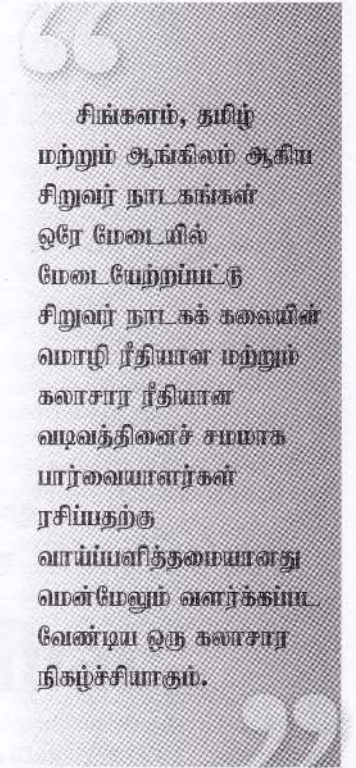 சிங்களம், தமிழ்
மற்றும் ஆங்கிலம் ஆகிய
சிறுவர் நாடகங்கள்
ஒரே மேடையில்
மேடையேற்றப்பட்டு
சிறுவர் நாடகக் கலையின்
மொழி ரீதியான மற்றும்
கலாசார ரீதியான
வடிவத்தினைச் சமமாக
பார்வையாளர்கள்
ரசிப்பதற்கு
வாய்ப்பளித்தமையானது
மென்மேலும் வளர்க்கப்பட
வேண்டிய ஒரு கலாசார
நிகழ்ச்சியாகும்.